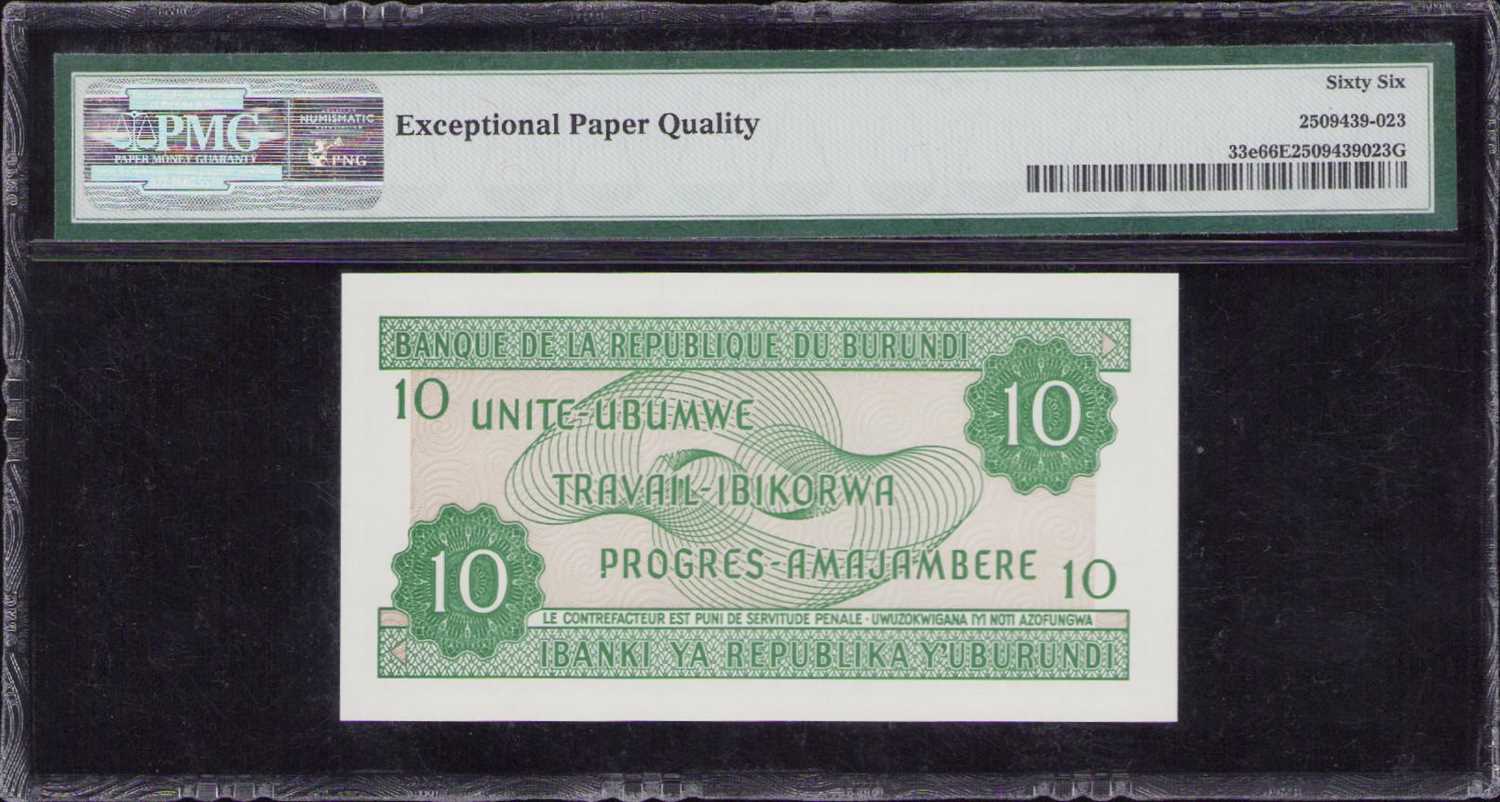 Sixty Six
PMG
PAPER MONEY GUARANTY
NUMISMATIC
PNG
Exceptional Paper Quality
2509439-023
33e66E2509439023G
BANQUE DE LA REPUBLIQUE DU BURUNDI
10
10
UNITE-UBUMWE
TRAVAIL-IBIKORWA
PROGRES-AMAJAMBERE
10
10
LE CONTREFACTEUR EST PUNI DE SERVITUDE PENALE - UWUZOKWIGANA IYI NOTI AZOFUNGWA
IBANKI YA REPUBLIKA Y'UBURUNDI